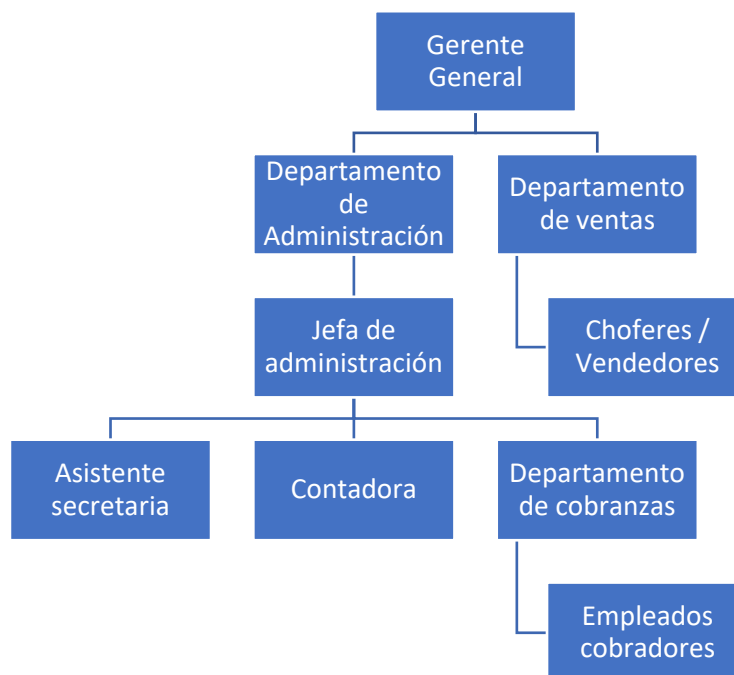 Gerente
General
Departamento
de
Administración
Departamento
de ventas
Jefa de
administración
Choferes /
Vendedores
Asistente
secretaria
Contadora
Departamento
de cobranzas
Empleados
cobradores